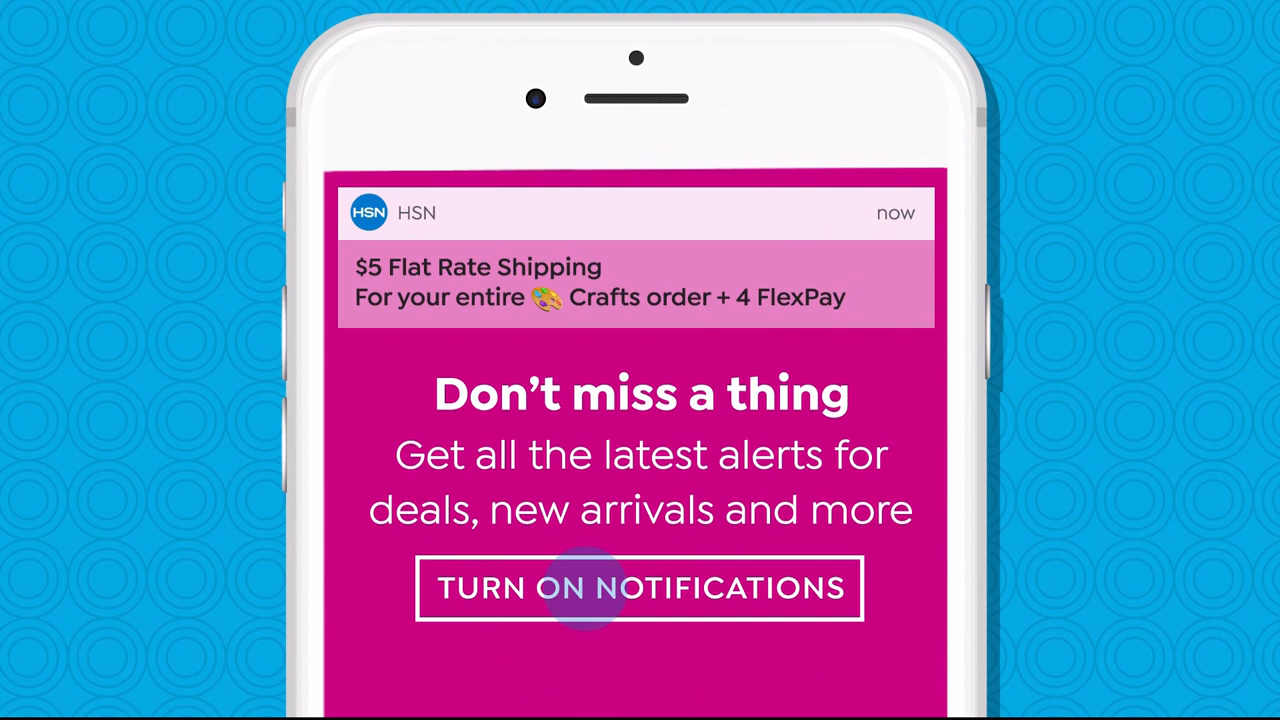 HSN HSN now
$5 Flat Rate Shipping
For your entire 🎨 Crafts order + 4 FlexPay
Don't miss a thing
Get all the latest alerts for
deals, new arrivals and more
TURN ON NOTIFICATIONS